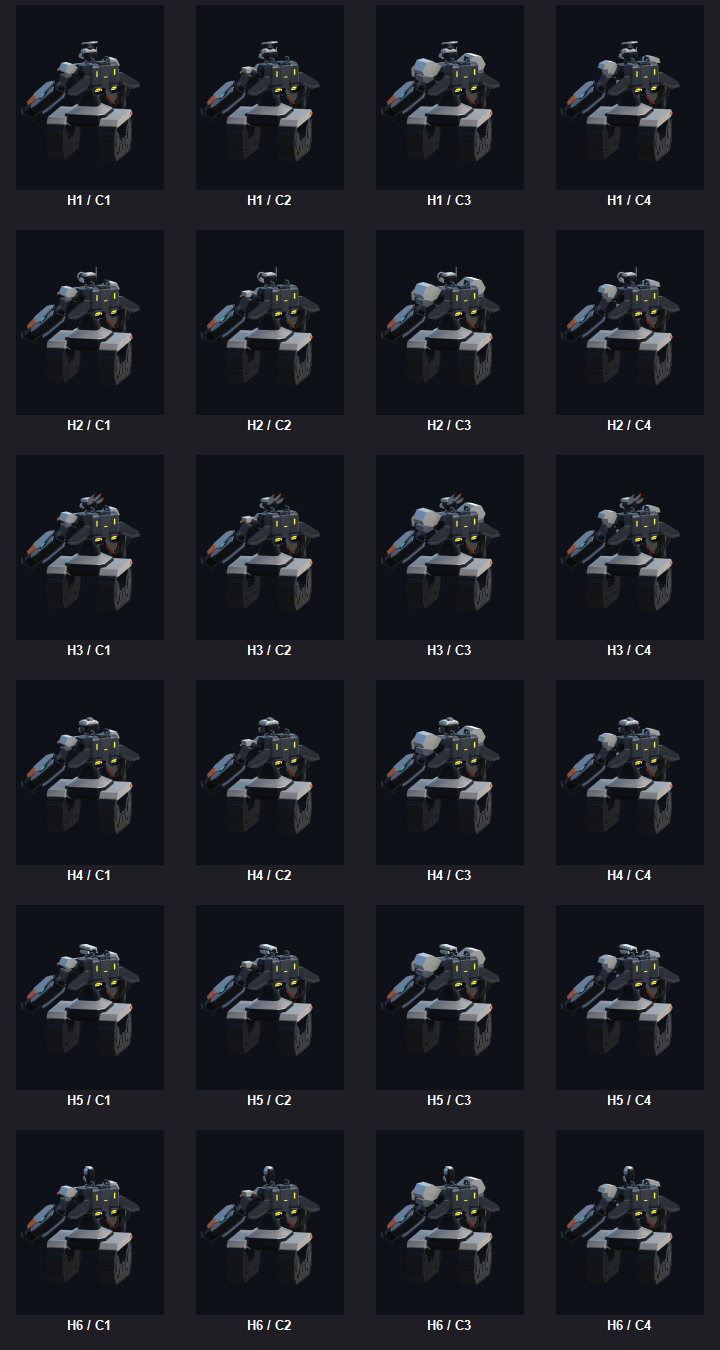 H1 / C1 H1 / C2 H1 / C3 H1 / C4
H2 / C1 H2 / C2 H2 / C3 H2 / C4
H3 / C1 H3 / C2 H3 / C3 H3 / C4
H4 / C1 H4 / C2 H4 / C3 H4 / C4
H5 / C1 H5 / C2 H5 / C3 H5 / C4
H6 / C1 H6 / C2 H6 / C3 H6 / C4